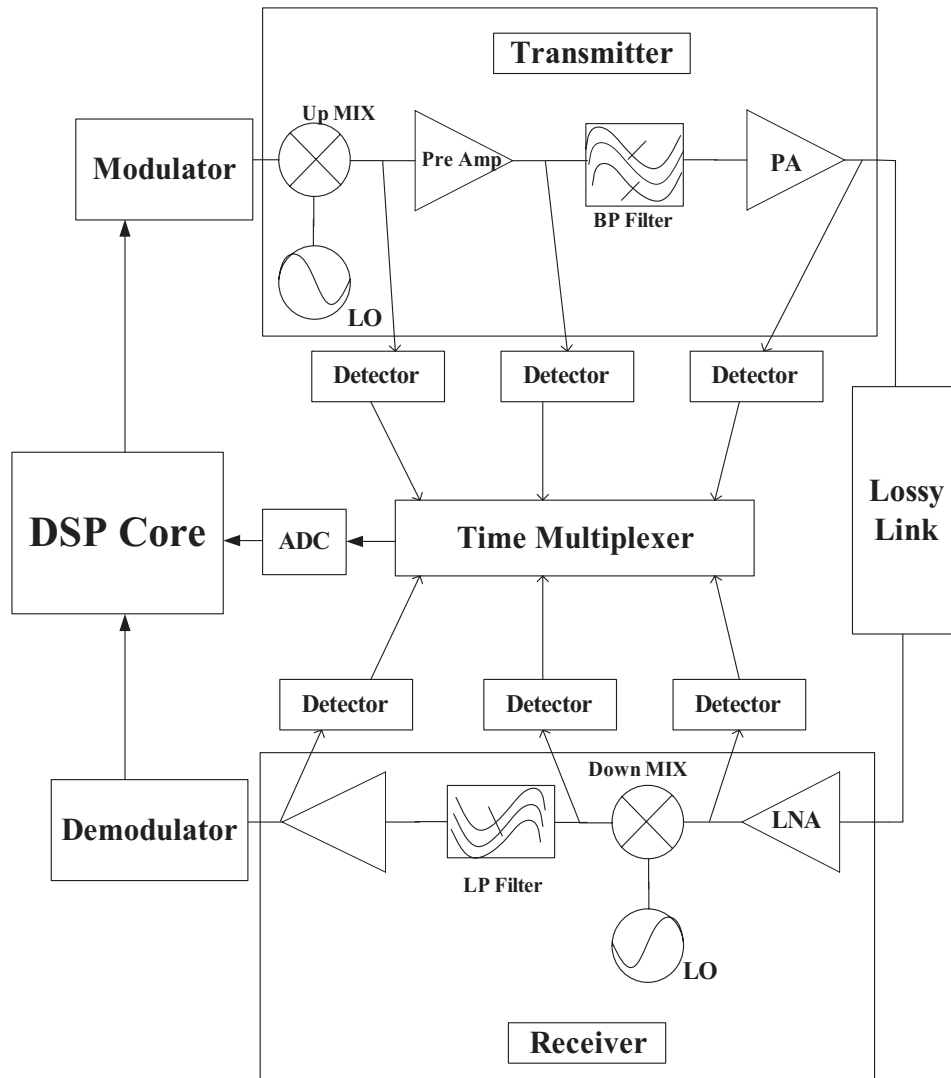 Transmitter
Up MIX
Modulator
Pre Amp
PA
BP Filter
LO
Detector
Detector
Detector
DSP Core
ADC
Time Multiplexer
Lossy
Link
Detector
Detector
Detector
Down MIX
Demodulator
LNA
LP Filter
LO
Receiver